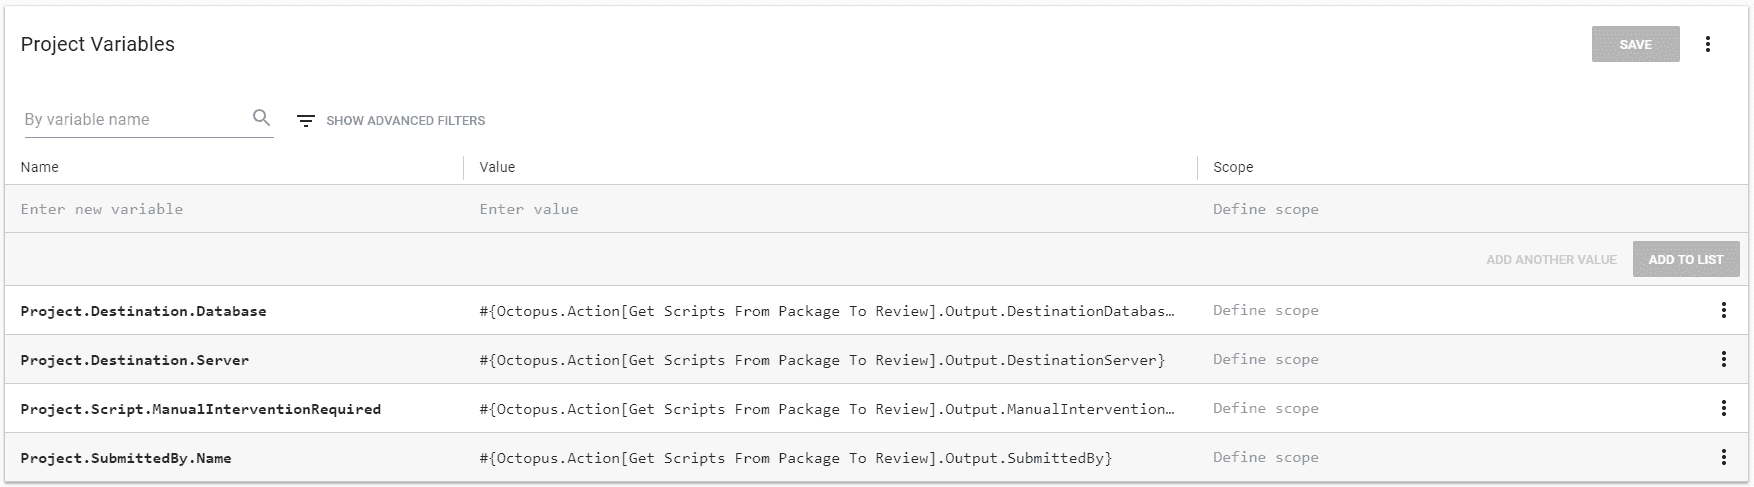 Project Variables SAVE
By variable name SHOW ADVANCED FILTERS
Name Value Scope
Enter new variable Enter value Define scope
ADD ANOTHER VALUE ADD TO LIST
Project.Destination.Database #{Octopus.Action[Get Scripts From Package To Review].Output.DestinationDatabas… Define scope
Project.Destination.Server #{Octopus.Action[Get Scripts From Package To Review].Output.DestinationServer} Define scope
Project.Script.ManualInterventionRequired #{Octopus.Action[Get Scripts From Package To Review].Output.ManualIntervention… Define scope
Project.SubmittedBy.Name #{Octopus.Action[Get Scripts From Package To Review].Output.SubmittedBy} Define scope